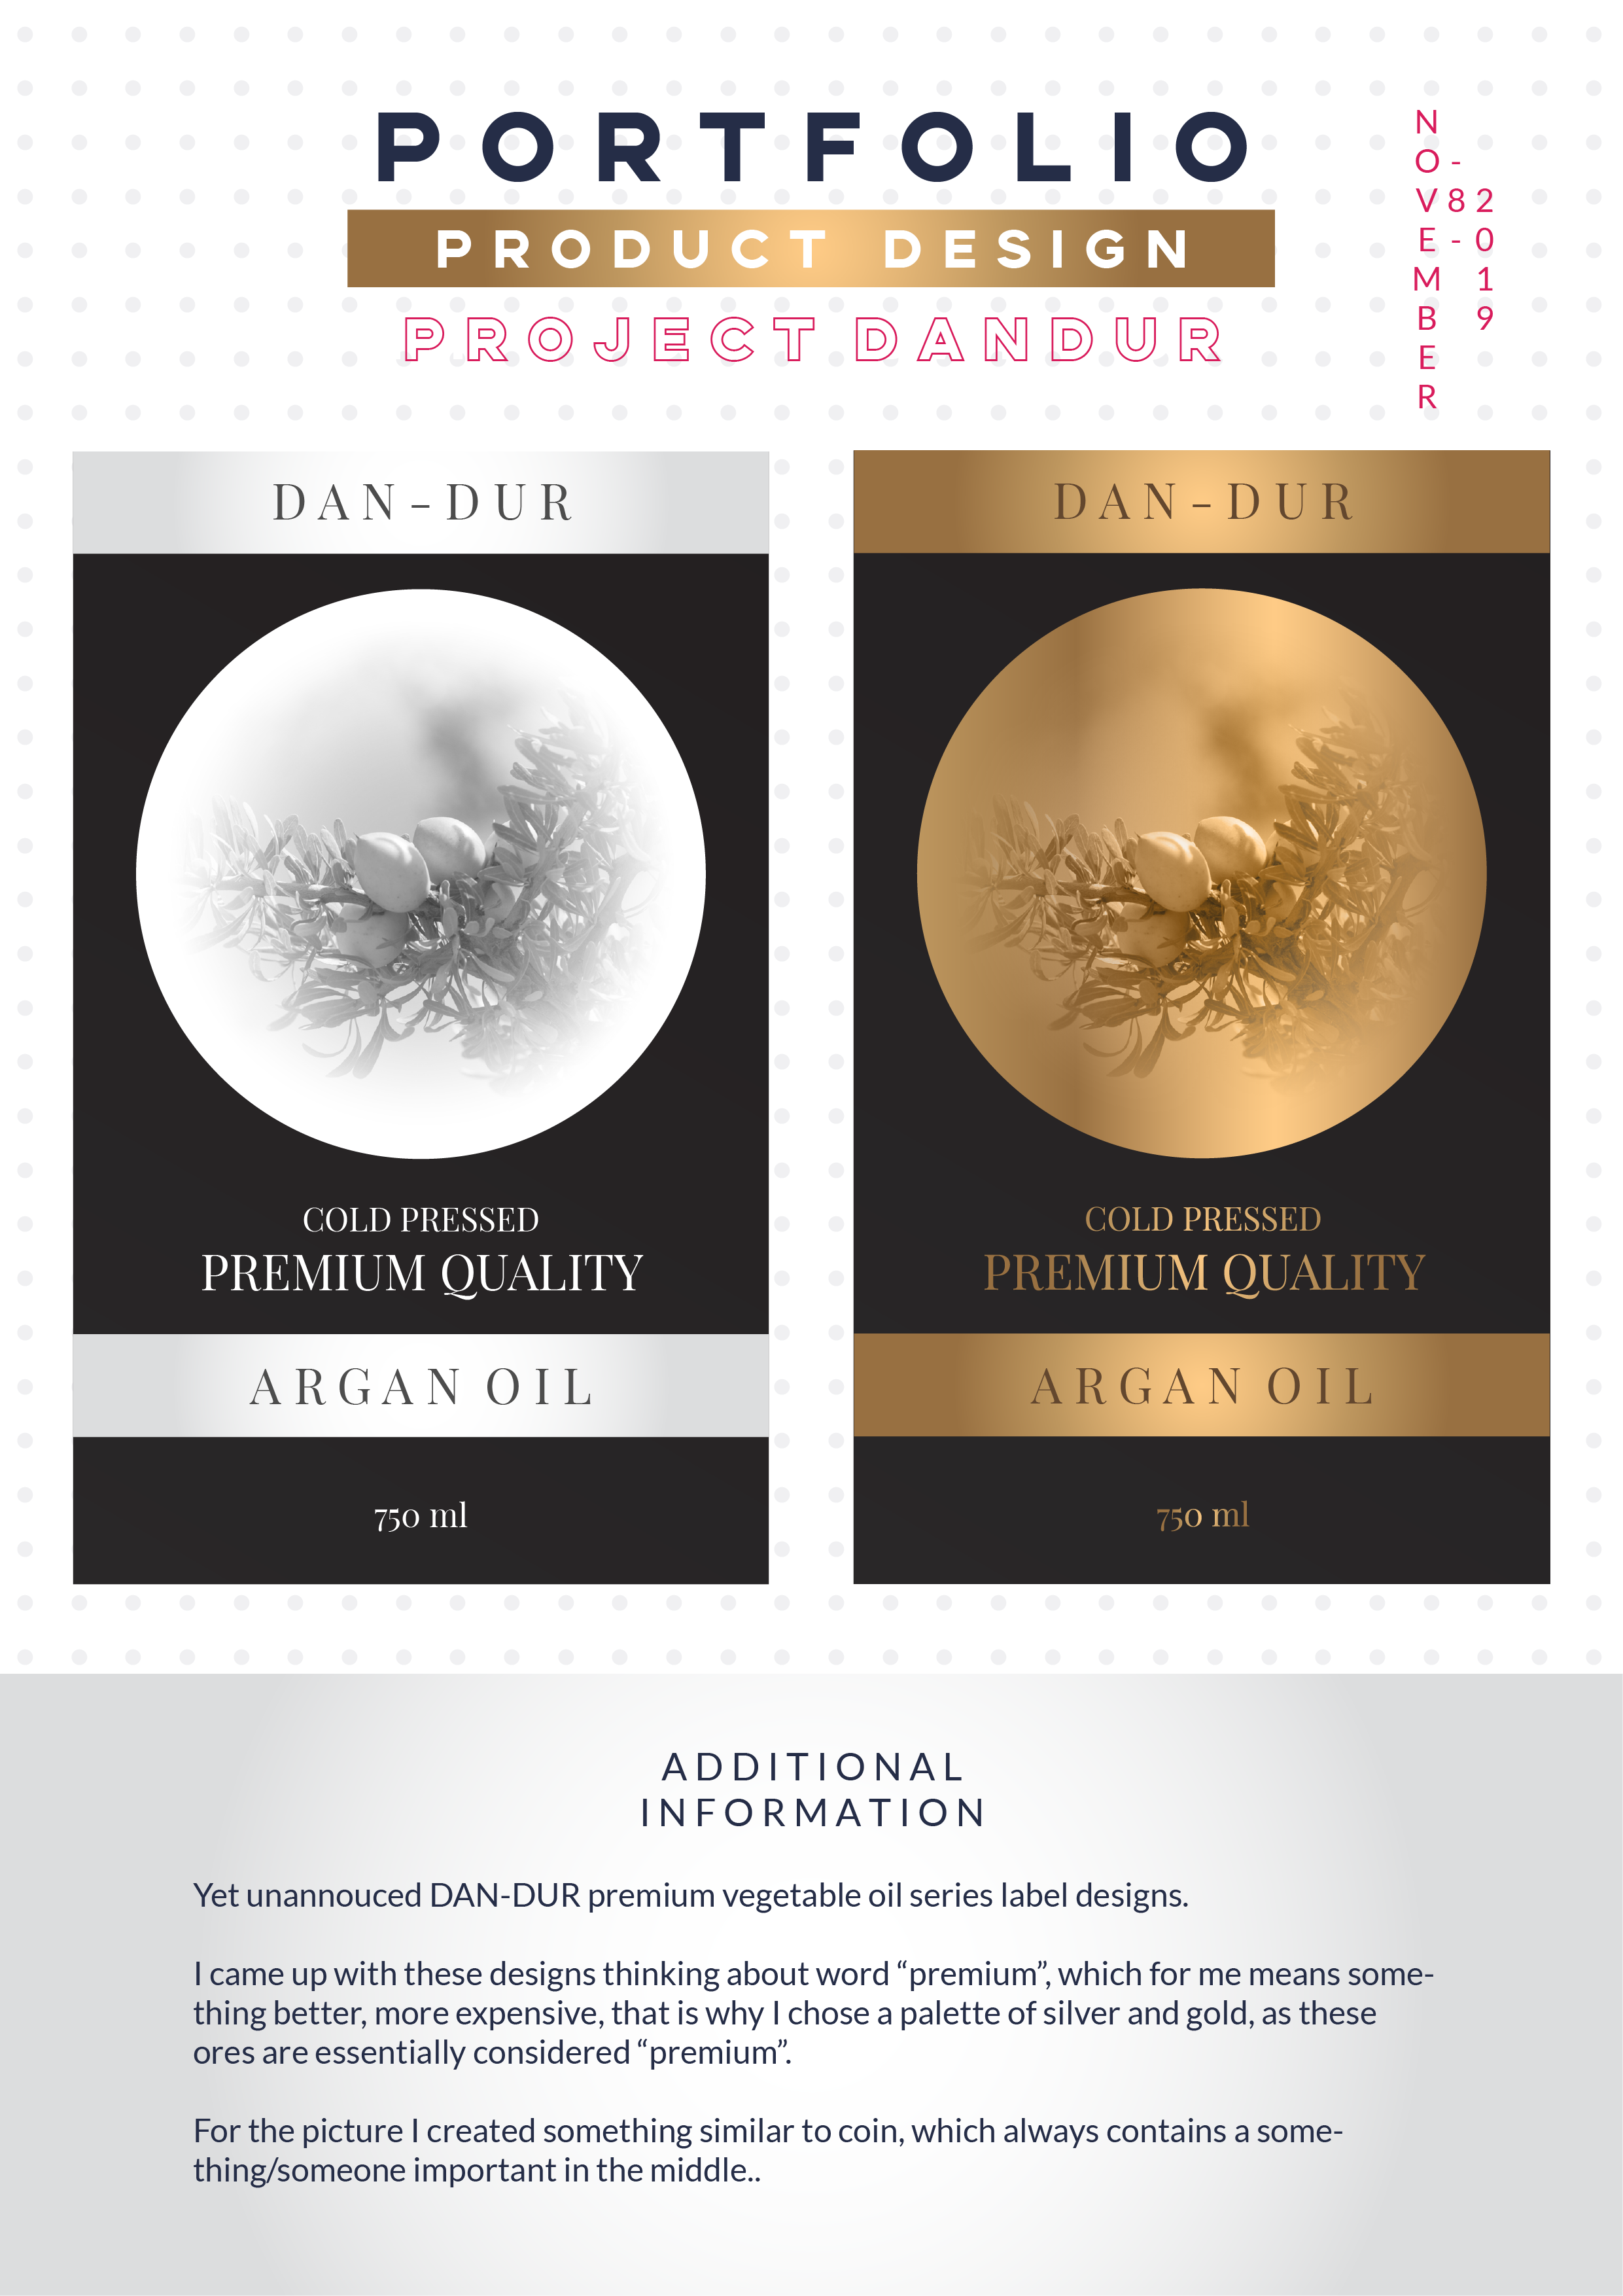 PORTFOLIO
PRODUCT DESIGN
PROJECT DANDUR
NOVEMBER
-8-
2019
DAN-DUR
COLD PRESSED
PREMIUM QUALITY
ARGAN OIL
750 ml
DAN-DUR
COLD PRESSED
PREMIUM QUALITY
ARGAN OIL
750 ml
ADDITIONAL
INFORMATION
Yet unannouced DAN-DUR premium vegetable oil series label designs.
I came up with these designs thinking about word “premium”, which for me means some-
thing better, more expensive, that is why I chose a palette of silver and gold, as these
ores are essentially considered “premium”.
For the picture I created something similar to coin, which always contains a some-
thing/someone important in the middle..